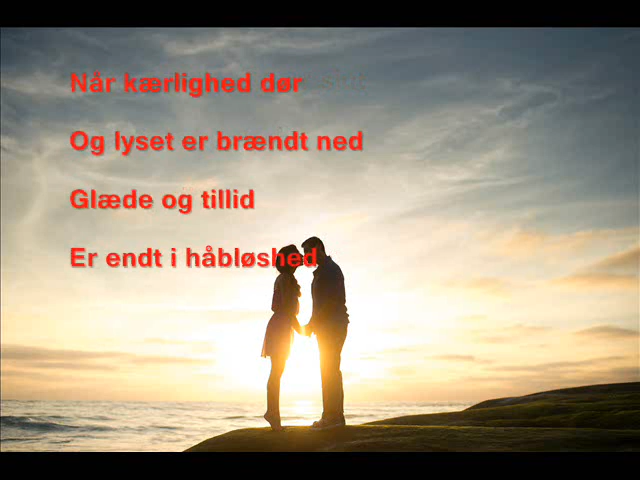 Når kærlighed dør
Og lyset er brændt ned
Glæde og tillid
Er endt i håbløshed